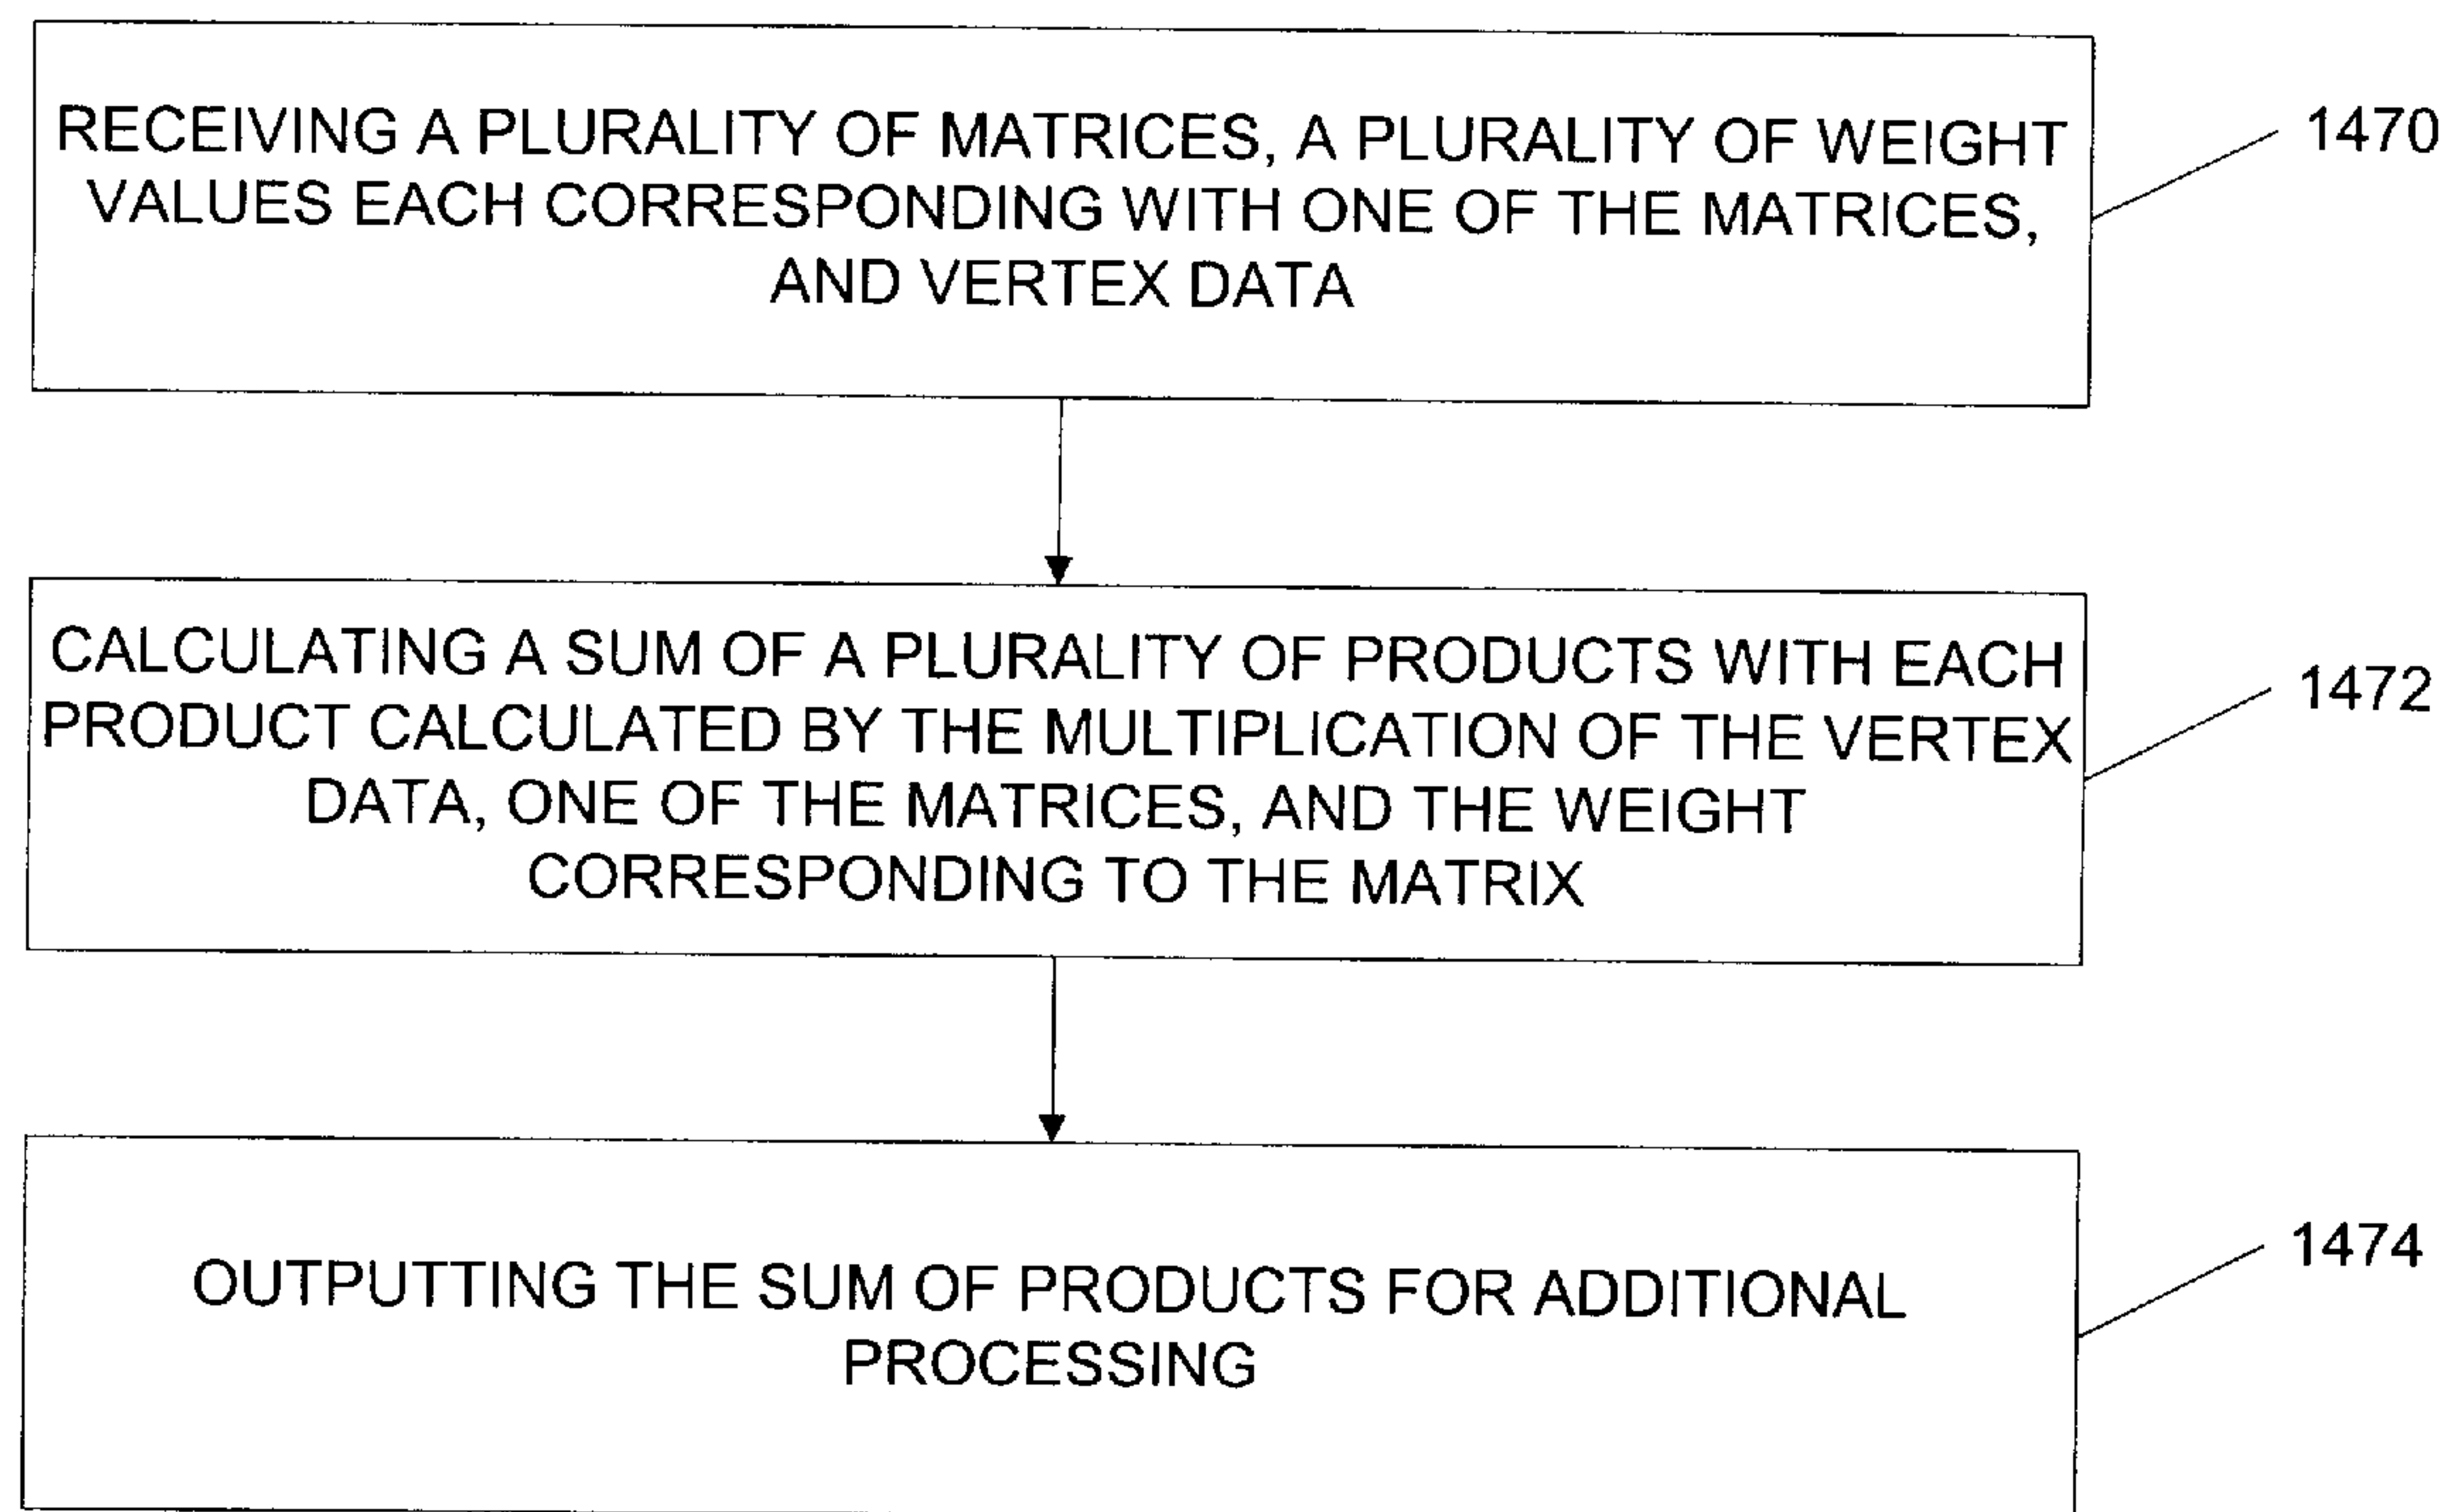 RECEIVING A PLURALITY OF MATRICES, A PLURALITY OF WEIGHT
VALUES EACH CORRESPONDING WITH ONE OF THE MATRICES,
AND VERTEX DATA
1470
CALCULATING A SUM OF A PLURALITY OF PRODUCTS WITH EACH
PRODUCT CALCULATED BY THE MULTIPLICATION OF THE VERTEX
DATA, ONE OF THE MATRICES, AND THE WEIGHT
CORRESPONDING TO THE MATRIX
1472
OUTPUTTING THE SUM OF PRODUCTS FOR ADDITIONAL
PROCESSING
1474